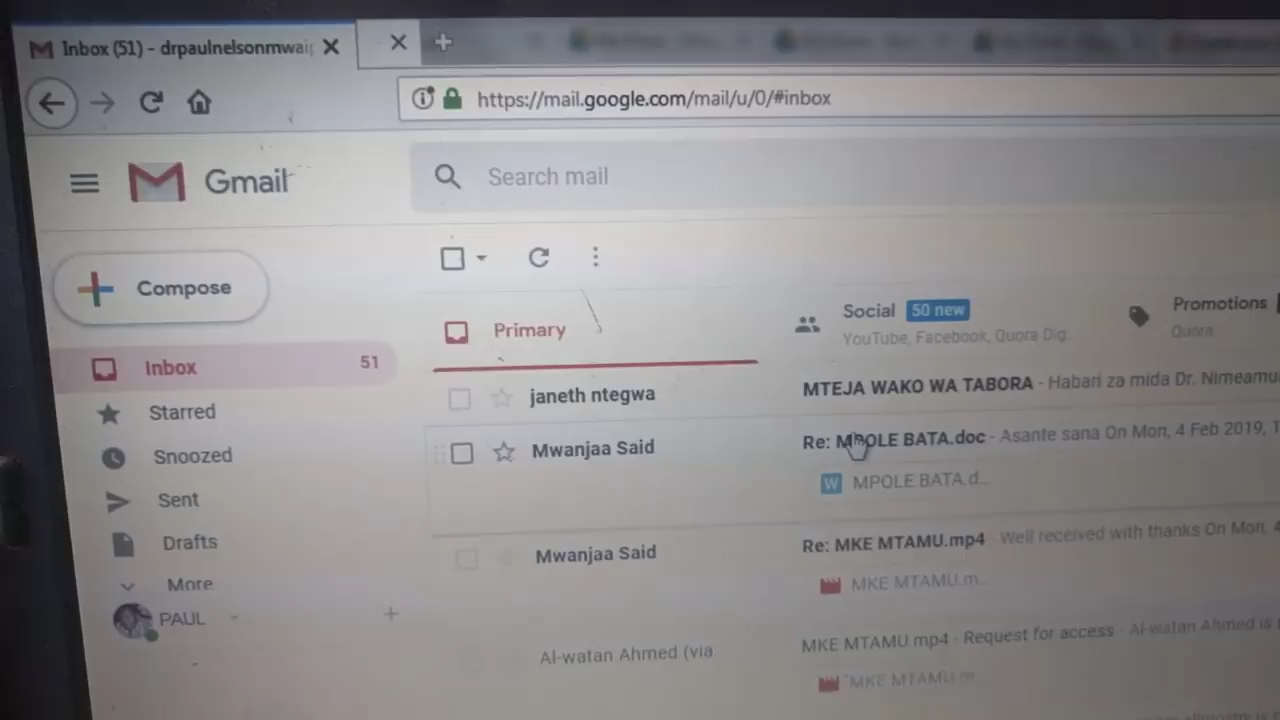 Inbox (51) - drpaulnelsonmwai
https://mail.google.com/mail/u/0/#inbox
Gmail
Search mail
Compose
Primary
Social 50 new
YouTube, Facebook, Quora Dig...
Promotions
Quora
Inbox 51
Starred
Snoozed
Sent
Drafts
More
PAUL
janeth ntegwa MTEJA WAKO WA TABORA - Habari za mida Dr. Nimeamu
Mwanjaa Said Re: MPOLE BATA.doc - Asante sana On Mon, 4 Feb 2019, 1
W MPOLE BATA.d...
Mwanjaa Said Re: MKE MTAMU.mp4 - Well received with thanks On Mon, 4
MKE MTAMU.m...
Al-watan Ahmed (via MKE MTAMU.mp4 - Request for access - Al-watan Ahmed is
MKE MTAMU.m